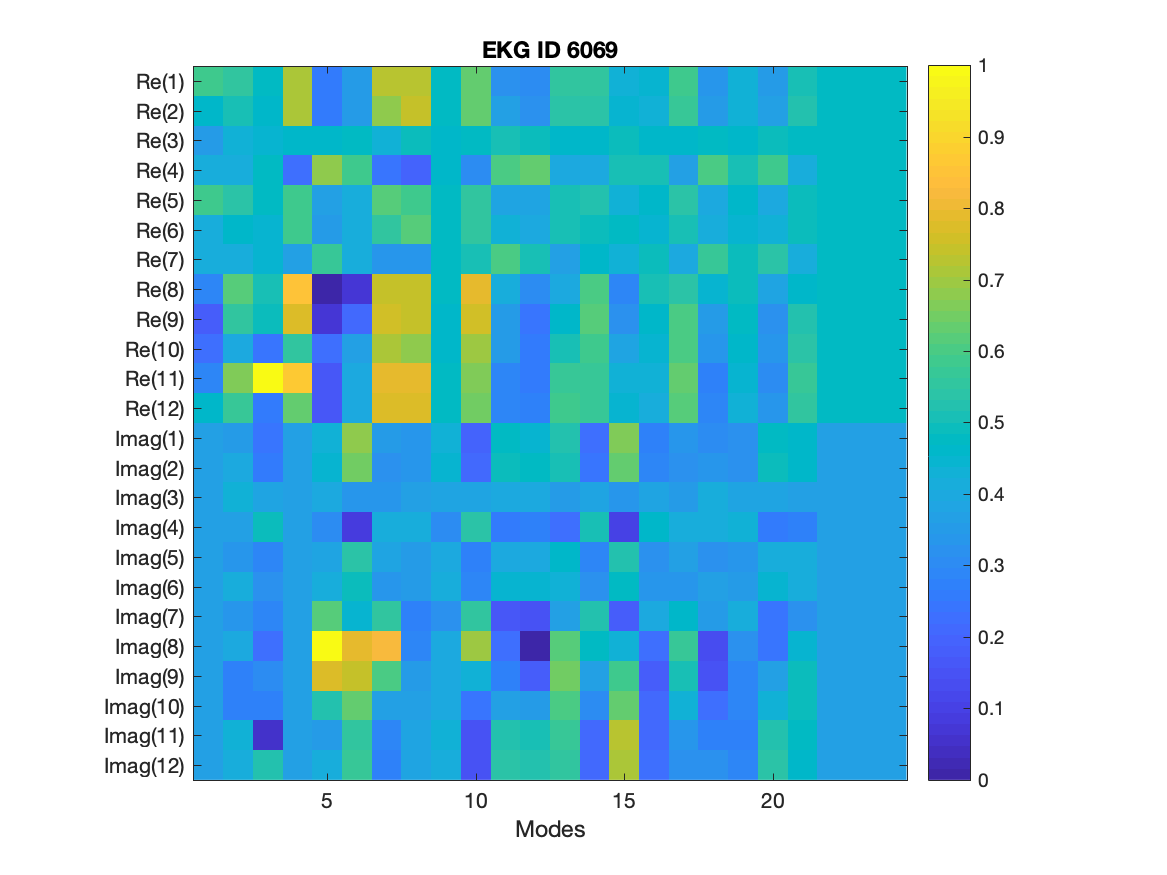 EKG ID 6069
Re(1)
Re(2)
Re(3)
Re(4)
Re(5)
Re(6)
Re(7)
Re(8)
Re(9)
Re(10)
Re(11)
Re(12)
Imag(1)
Imag(2)
Imag(3)
Imag(4)
Imag(5)
Imag(6)
Imag(7)
Imag(8)
Imag(9)
Imag(10)
Imag(11)
Imag(12)
5 10 15 20
Modes
1
0.9
0.8
0.7
0.6
0.5
0.4
0.3
0.2
0.1
0